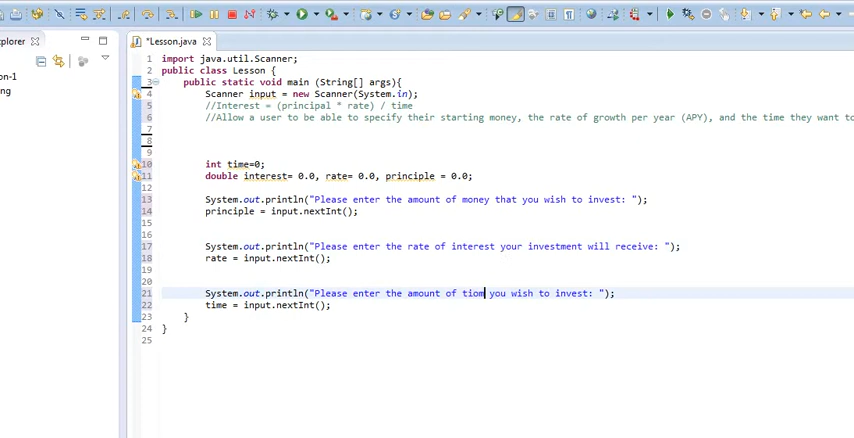 xplorer
*Lesson.java
on-1
ng
1 import java.util.Scanner;
2 public class Lesson {
3 public static void main (String[] args){
4 Scanner input = new Scanner(System.in);
5 //Interest = (principal * rate) / time
6 //Allow a user to be able to specify their starting money, the rate of growth per year (APY), and the time they want to
7
8
9
10 int time=0;
11 double interest= 0.0, rate= 0.0, principle = 0.0;
12
13 System.out.println("Please enter the amount of money that you wish to invest: ");
14 principle = input.nextInt();
15
16
17 System.out.println("Please enter the rate of interest your investment will receive: ");
18 rate = input.nextInt();
19
20
21 System.out.println("Please enter the amount of tiom you wish to invest: ");
22 time = input.nextInt();
23 }
24 }
25